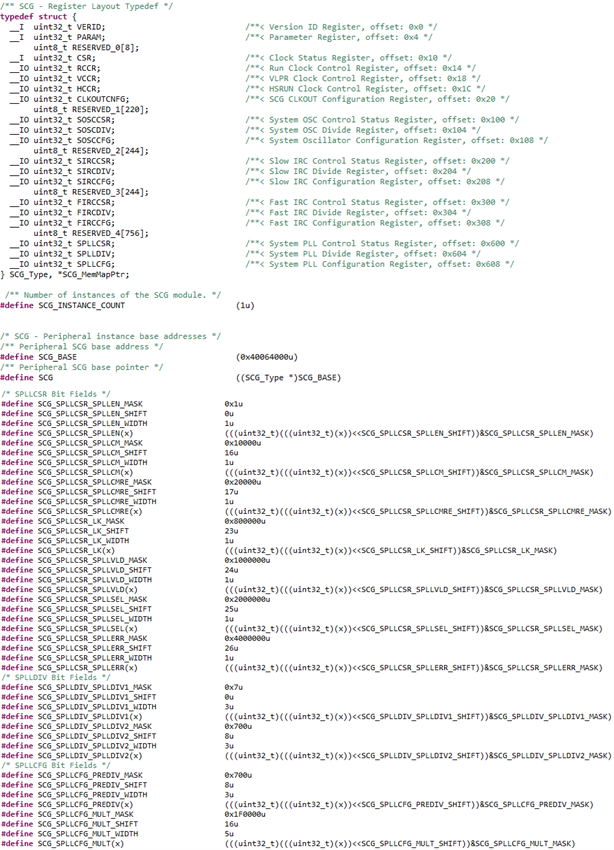 /** SCG - Register Layout Typedef */
typedef struct {
__I uint32_t VERID; /**< Version ID Register, offset: 0x0 */
__I uint32_t PARAM; /**< Parameter Register, offset: 0x4 */
uint8_t RESERVED_0[8];
__I uint32_t CSR; /**< Clock Status Register, offset: 0x10 */
__IO uint32_t RCCR; /**< Run Clock Control Register, offset: 0x14 */
__IO uint32_t VCCR; /**< VLPR Clock Control Register, offset: 0x18 */
__IO uint32_t HCCR; /**< HSRUN Clock Control Register, offset: 0x1C */
__IO uint32_t CLKOUTCNFG; /**< SCG CLKOUT Configuration Register, offset: 0x20 */
uint8_t RESERVED_1[220];
__IO uint32_t SOSCCSR; /**< System OSC Control Status Register, offset: 0x100 */
__IO uint32_t SOSCDIV; /**< System OSC Divide Register, offset: 0x104 */
__IO uint32_t SOSCCFG; /**< System Oscillator Configuration Register, offset: 0x108 */
uint8_t RESERVED_2[244];
__IO uint32_t SIRCCSR; /**< Slow IRC Control Status Register, offset: 0x200 */
__IO uint32_t SIRCDIV; /**< Slow IRC Divide Register, offset: 0x204 */
__IO uint32_t SIRCCFG; /**< Slow IRC Configuration Register, offset: 0x208 */
uint8_t RESERVED_3[244];
__IO uint32_t FIRCCSR; /**< Fast IRC Control Status Register, offset: 0x300 */
__IO uint32_t FIRCDIV; /**< Fast IRC Divide Register, offset: 0x304 */
__IO uint32_t FIRCCFG; /**< Fast IRC Configuration Register, offset: 0x308 */
uint8_t RESERVED_4[756];
__IO uint32_t SPLLCSR; /**< System PLL Control Status Register, offset: 0x600 */
__IO uint32_t SPLLDIV; /**< System PLL Divide Register, offset: 0x604 */
__IO uint32_t SPLLCFG; /**< System PLL Configuration Register, offset: 0x608 */
} SCG_Type, *SCG_MemMapPtr;
/** Number of instances of the SCG module. */
#define SCG_INSTANCE_COUNT (1u)
/* SCG - Peripheral instance base addresses */
/** Peripheral SCG base address */
#define SCG_BASE (0x40064000u)
/** Peripheral SCG base pointer */
#define SCG ((SCG_Type *)SCG_BASE)
/* SPLLCSR Bit Fields */
#define SCG_SPLLCSR_SPLLEN_MASK 0x1u
#define SCG_SPLLCSR_SPLLEN_SHIFT 0u
#define SCG_SPLLCSR_SPLLEN_WIDTH 1u
#define SCG_SPLLCSR_SPLLEN(x) (((uint32_t)(((uint32_t)(x))<<SCG_SPLLCSR_SPLLEN_SHIFT))&SCG_SPLLCSR_SPLLEN_MASK)
#define SCG_SPLLCSR_SPLLCM_MASK 0x10000u
#define SCG_SPLLCSR_SPLLCM_SHIFT 16u
#define SCG_SPLLCSR_SPLLCM_WIDTH 1u
#define SCG_SPLLCSR_SPLLCM(x) (((uint32_t)(((uint32_t)(x))<<SCG_SPLLCSR_SPLLCM_SHIFT))&SCG_SPLLCSR_SPLLCM_MASK)
#define SCG_SPLLCSR_SPLLCMRE_MASK 0x20000u
#define SCG_SPLLCSR_SPLLCMRE_SHIFT 17u
#define SCG_SPLLCSR_SPLLCMRE_WIDTH 1u
#define SCG_SPLLCSR_SPLLCMRE(x) (((uint32_t)(((uint32_t)(x))<<SCG_SPLLCSR_SPLLCMRE_SHIFT))&SCG_SPLLCSR_SPLLCMRE_MASK)
#define SCG_SPLLCSR_LK_MASK 0x800000u
#define SCG_SPLLCSR_LK_SHIFT 23u
#define SCG_SPLLCSR_LK_WIDTH 1u
#define SCG_SPLLCSR_LK(x) (((uint32_t)(((uint32_t)(x))<<SCG_SPLLCSR_LK_SHIFT))&SCG_SPLLCSR_LK_MASK)
#define SCG_SPLLCSR_SPLLVLD_MASK 0x1000000u
#define SCG_SPLLCSR_SPLLVLD_SHIFT 24u
#define SCG_SPLLCSR_SPLLVLD_WIDTH 1u
#define SCG_SPLLCSR_SPLLVLD(x) (((uint32_t)(((uint32_t)(x))<<SCG_SPLLCSR_SPLLVLD_SHIFT))&SCG_SPLLCSR_SPLLVLD_MASK)
#define SCG_SPLLCSR_SPLLSEL_MASK 0x2000000u
#define SCG_SPLLCSR_SPLLSEL_SHIFT 25u
#define SCG_SPLLCSR_SPLLSEL_WIDTH 1u
#define SCG_SPLLCSR_SPLLSEL(x) (((uint32_t)(((uint32_t)(x))<<SCG_SPLLCSR_SPLLSEL_SHIFT))&SCG_SPLLCSR_SPLLSEL_MASK)
#define SCG_SPLLCSR_SPLLERR_MASK 0x4000000u
#define SCG_SPLLCSR_SPLLERR_SHIFT 26u
#define SCG_SPLLCSR_SPLLERR_WIDTH 1u
#define SCG_SPLLCSR_SPLLERR(x) (((uint32_t)(((uint32_t)(x))<<SCG_SPLLCSR_SPLLERR_SHIFT))&SCG_SPLLCSR_SPLLERR_MASK)
/* SPLLDIV Bit Fields */
#define SCG_SPLLDIV_SPLLDIV1_MASK 0x7u
#define SCG_SPLLDIV_SPLLDIV1_SHIFT 0u
#define SCG_SPLLDIV_SPLLDIV1_WIDTH 3u
#define SCG_SPLLDIV_SPLLDIV1(x) (((uint32_t)(((uint32_t)(x))<<SCG_SPLLDIV_SPLLDIV1_SHIFT))&SCG_SPLLDIV_SPLLDIV1_MASK)
#define SCG_SPLLDIV_SPLLDIV2_MASK 0x700u
#define SCG_SPLLDIV_SPLLDIV2_SHIFT 8u
#define SCG_SPLLDIV_SPLLDIV2_WIDTH 3u
#define SCG_SPLLDIV_SPLLDIV2(x) (((uint32_t)(((uint32_t)(x))<<SCG_SPLLDIV_SPLLDIV2_SHIFT))&SCG_SPLLDIV_SPLLDIV2_MASK)
/* SPLLCFG Bit Fields */
#define SCG_SPLLCFG_PREDIV_MASK 0x700u
#define SCG_SPLLCFG_PREDIV_SHIFT 8u
#define SCG_SPLLCFG_PREDIV_WIDTH 3u
#define SCG_SPLLCFG_PREDIV(x) (((uint32_t)(((uint32_t)(x))<<SCG_SPLLCFG_PREDIV_SHIFT))&SCG_SPLLCFG_PREDIV_MASK)
#define SCG_SPLLCFG_MULT_MASK 0x1F0000u
#define SCG_SPLLCFG_MULT_SHIFT 16u
#define SCG_SPLLCFG_MULT_WIDTH 5u
#define SCG_SPLLCFG_MULT(x) (((uint32_t)(((uint32_t)(x))<<SCG_SPLLCFG_MULT_SHIFT))&SCG_SPLLCFG_MULT_MASK)